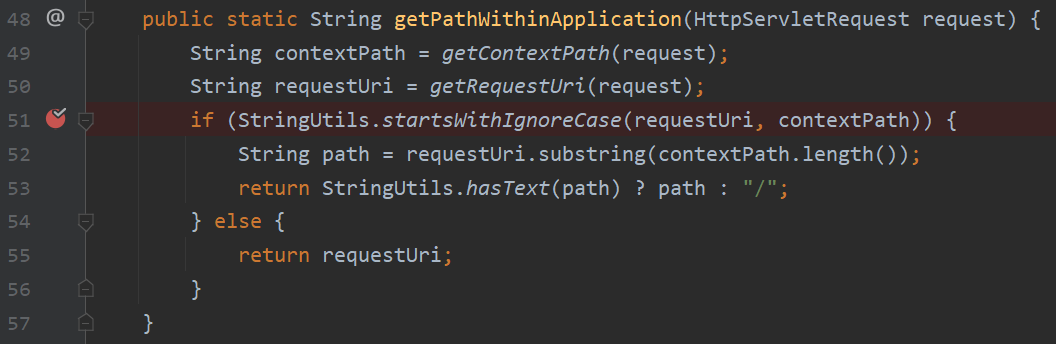 48 @ public static String getPathWithinApplication(HttpServletRequest request) {
49 String contextPath = getContextPath(request);
50 String requestUri = getRequestUri(request);
51 if (StringUtils.startsWithIgnoreCase(requestUri, contextPath)) {
52 String path = requestUri.substring(contextPath.length());
53 return StringUtils.hasText(path) ? path : "/";
54 } else {
55 return requestUri;
56 }
57 }